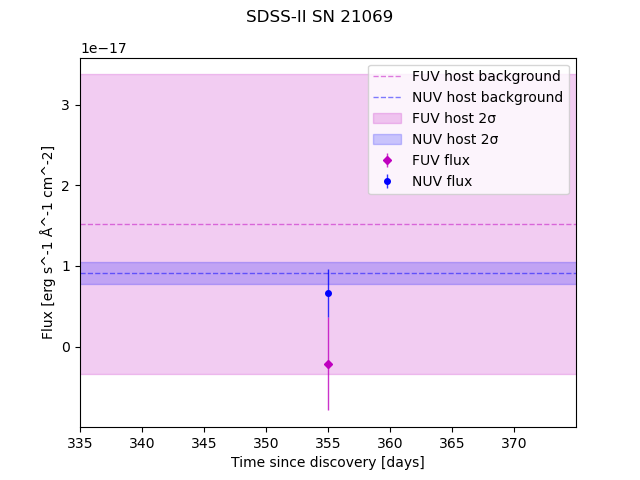 SDSS-II SN 21069
1e−17
FUV host background
NUV host background
FUV host 2σ
NUV host 2σ
FUV flux
NUV flux
Flux [erg s^-1 Å^-1 cm^-2]
3
2
1
0
335 340 345 350 355 360 365 370
Time since discovery [days]